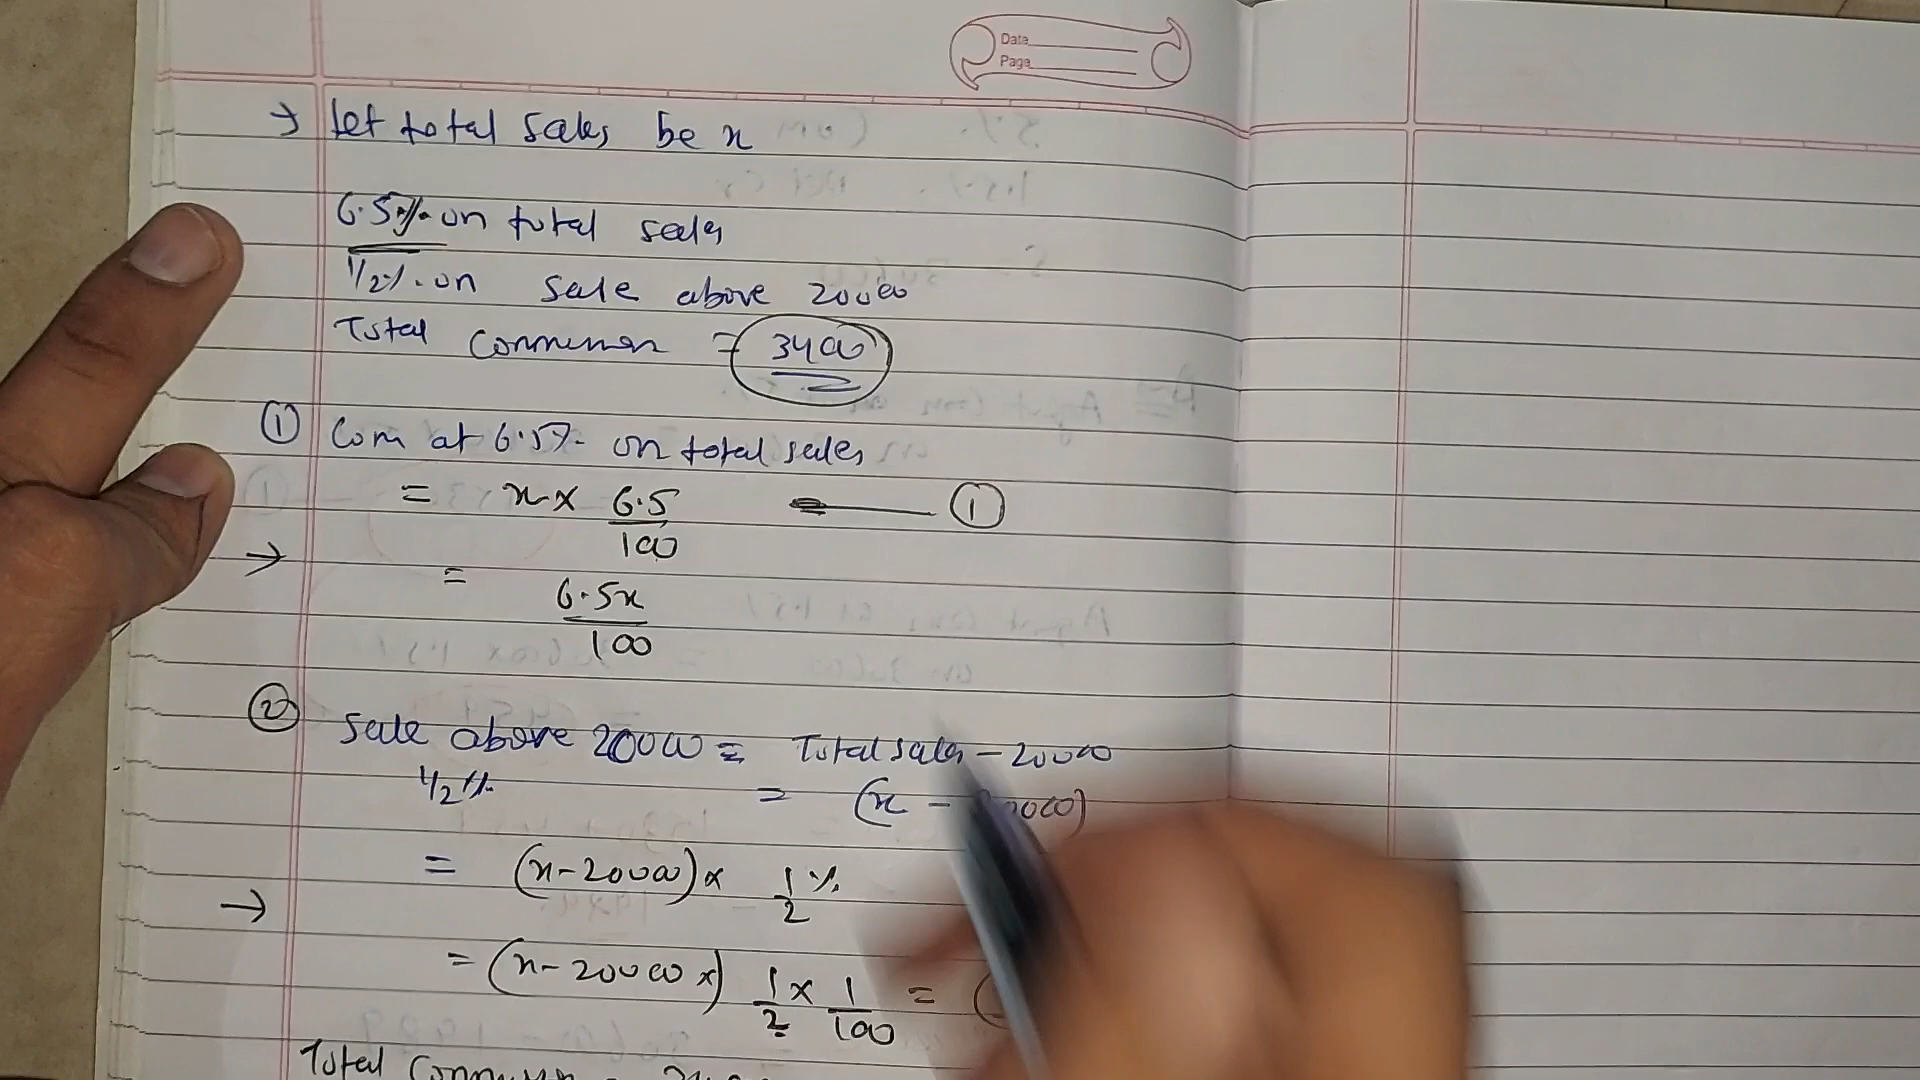 Date
Page
→ let total sales be x
6.5% on total sales
1/2% on sale above 20000
Total = 3400
① Com at 6.5% on total sales
= x × 6.5/100 — ①
→ = 6.5x/100
② Sale above 20000 = Total sales - 20000
1/2% = (x - 20000)
= (x-20000) × 1/2 %
→ = (x-20000 ×) 1/2 × 1/100 = (
Total